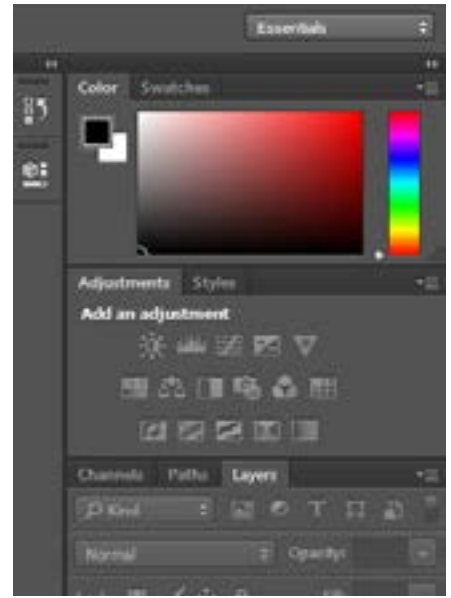 Essentials
Color Swatches
Adjustments Styles
Add an adjustment
Channels Paths Layers
Kind
Normal Opacity: